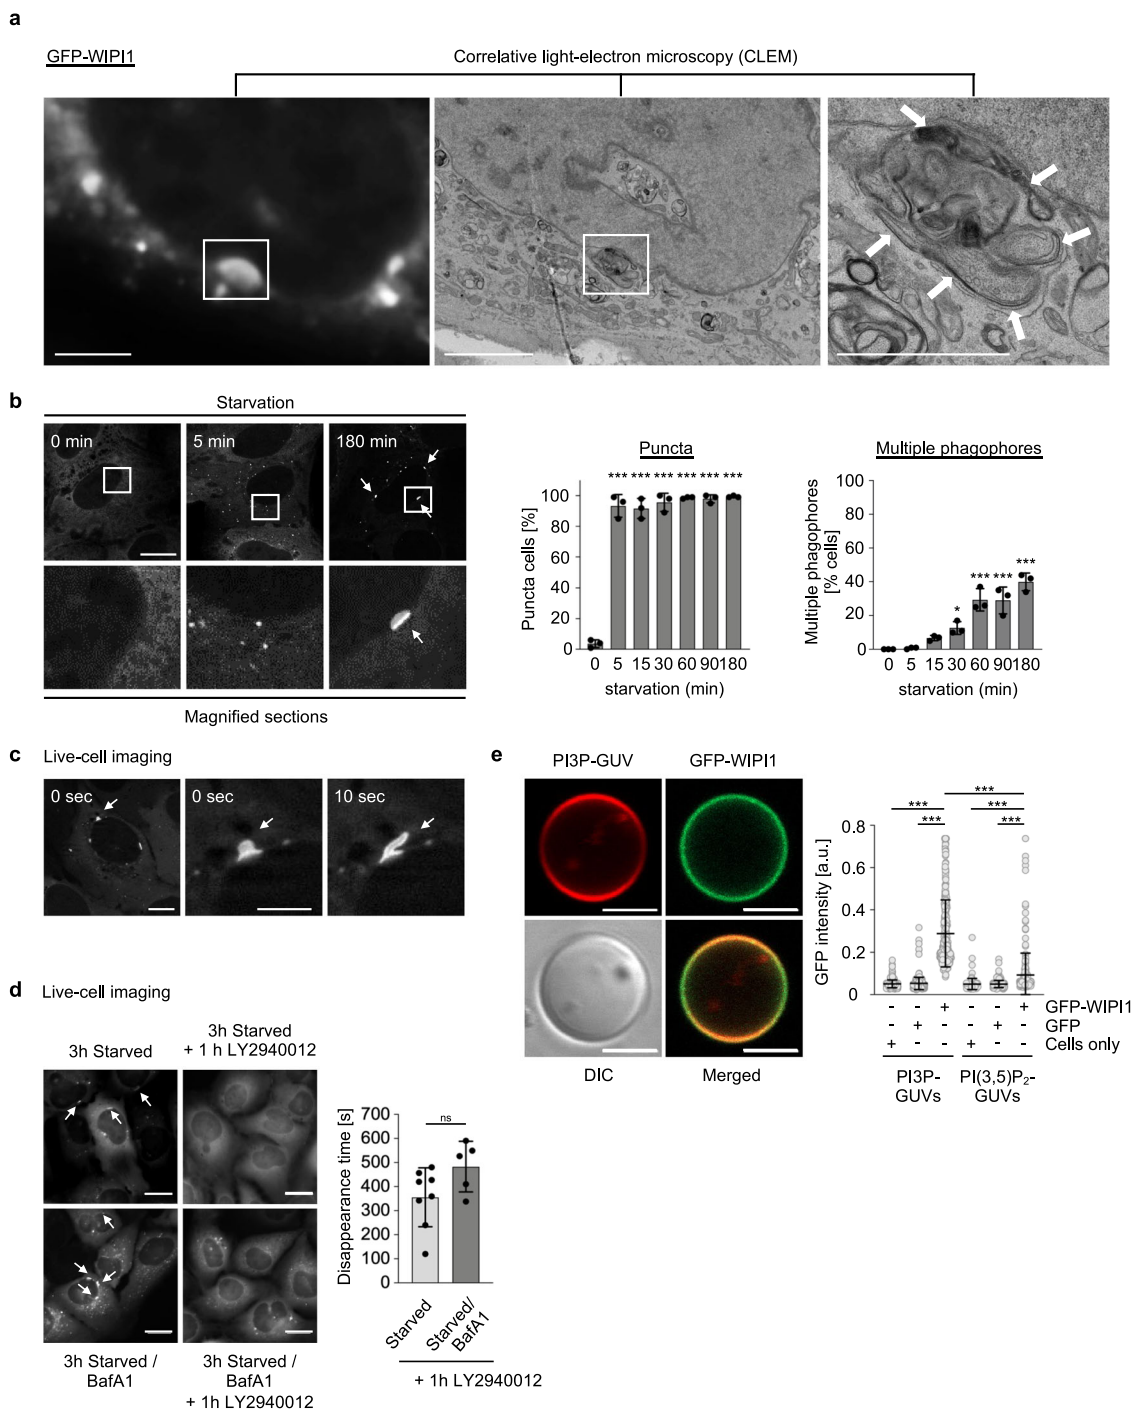 a
GFP-WIPI1
Correlative light-electron microscopy (CLEM)
b
Starvation
0 min
5 min
180 min
Magnified sections
Puncta
*** *** *** *** *** ***
Puncta cells [%]
100
80
60
40
20
0
0 5 15 30 60 90 180
starvation (min)
Multiple phagophores
Multiple phagophores
[% cells]
100
80
60
40
20
0
* *** *** ***
0 5 15 30 60 90 180
starvation (min)
c
Live-cell imaging
0 sec
0 sec
10 sec
d
Live-cell imaging
3h Starved
3h Starved
+ 1 h LY2940012
3h Starved /
BafA1
3h Starved /
BafA1
+ 1h LY2940012
Disappearance time [s]
700
600
500
400
300
200
100
0
ns
Starved
Starved/
BafA1
+ 1h LY2940012
e
PI3P-GUV
GFP-WIPI1
DIC
Merged
GFP intensity [a.u.]
0.8
0.6
0.4
0.2
0
***
*** ***
*** ***
- - + - - + GFP-WIPI1
- + - - + - GFP
+ - - + - - Cells only
PI3P-
GUVs
PI(3,5)P₂-
GUVs